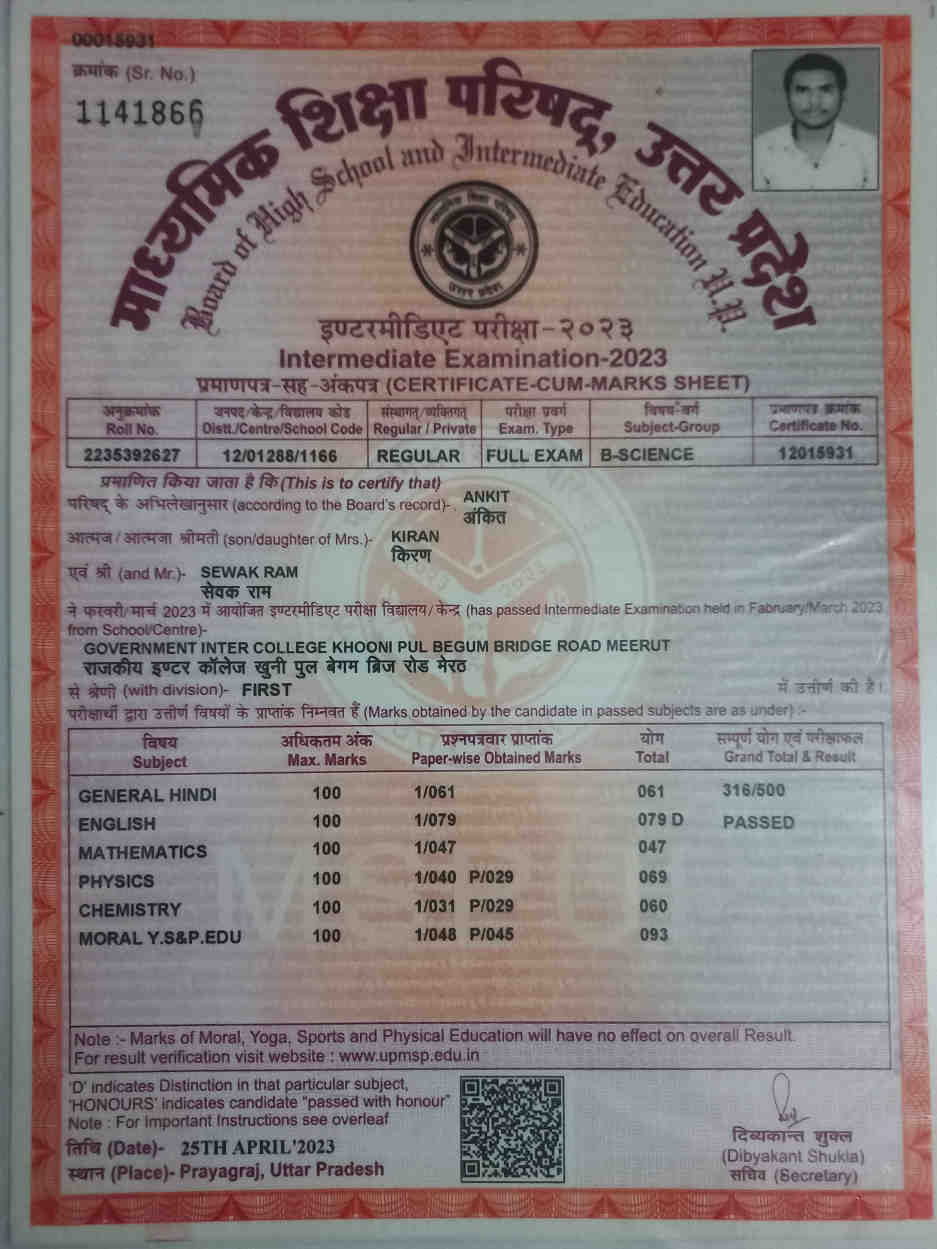 00015931
क्रमांक (Sr. No.)
1141866
माध्यमिक शिक्षा परिषद्, उत्तर प्रदेश
Board of High School and Intermediate Education U.P.
उत्तर प्रदेश
इण्टरमीडिएट परीक्षा-२०२३
Intermediate Examination-2023
प्रमाणपत्र-सह-अंकपत्र (CERTIFICATE-CUM-MARKS SHEET)
अनुक्रमांक जनपद/केन्द्र/विद्यालय कोड संस्थागत्/व्यक्तिगत् परीक्षा प्रवर्ग विषय-वर्ग प्रमाणपत्र क्रमांक
Roll No. Distt./Centre/School Code Regular / Private Exam. Type Subject-Group Certificate No.
2235392627 12/01288/1166 REGULAR FULL EXAM B-SCIENCE 12015931
प्रमाणित किया जाता है कि (This is to certify that)
परिषद् के अभिलेखानुसार (according to the Board's record)- ANKIT
अंकित
आत्मज/आत्मजा श्रीमती (son/daughter of Mrs.)- KIRAN
किरण
एवं श्री (and Mr.)- SEWAK RAM
सेवक राम
ने फरवरी/मार्च 2023 में आयोजित इण्टरमीडिएट परीक्षा विद्यालय/केन्द्र (has passed Intermediate Examination held in Fabruary/March 2023
from School/Centre)-
GOVERNMENT INTER COLLEGE KHOONI PUL BEGUM BRIDGE ROAD MEERUT
राजकीय इण्टर कॉलेज खुनी पुल बेगम ब्रिज रोड मेरठ
से श्रेणी (with division)- FIRST में उत्तीर्ण की है।
परीक्षार्थी द्वारा उत्तीर्ण विषयों के प्राप्तांक निम्नवत हैं (Marks obtained by the candidate in passed subjects are as under) :-
विषय अधिकतम अंक प्रश्नपत्रवार प्राप्तांक योग सम्पूर्ण योग एवं परीक्षाफल
Subject Max. Marks Paper-wise Obtained Marks Total Grand Total & Result
GENERAL HINDI 100 1/061 061 316/500
ENGLISH 100 1/079 079 D PASSED
MATHEMATICS 100 1/047 047
PHYSICS 100 1/040 P/029 069
CHEMISTRY 100 1/031 P/029 060
MORAL Y.S&P.EDU 100 1/048 P/045 093
Note :- Marks of Moral, Yoga, Sports and Physical Education will have no effect on overall Result.
For result verification visit website : www.upmsp.edu.in
'D' indicates Distinction in that particular subject,
'HONOURS' indicates candidate "passed with honour"
Note : For Important Instructions see overleaf
तिथि (Date)- 25TH APRIL'2023
स्थान (Place)- Prayagraj, Uttar Pradesh
दिब्यकान्त शुक्ल
(Dibyakant Shukla)
सचिव (Secretary)